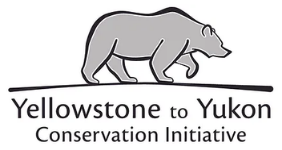 Yellowstone to Yukon
Conservation Initiative